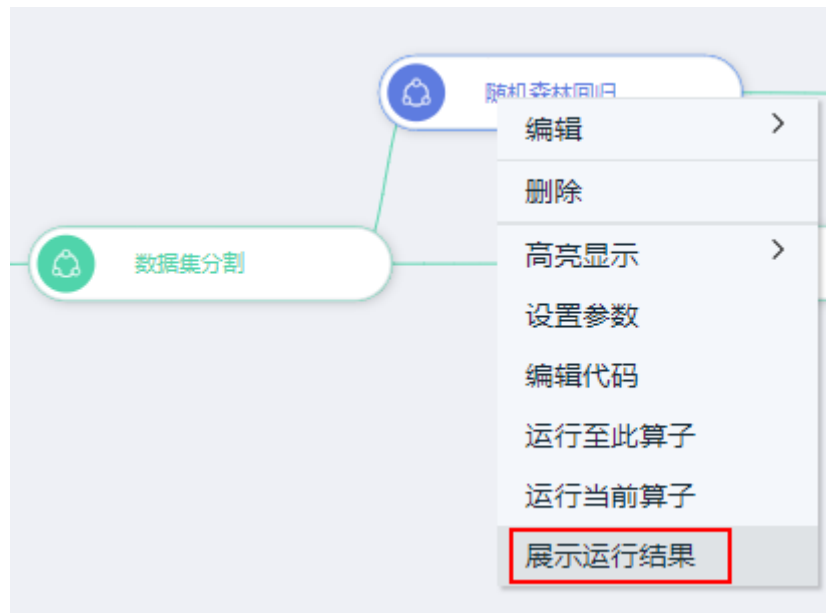 随机森林回归
编辑
删除
数据集分割
高亮显示
设置参数
编辑代码
运行至此算子
运行当前算子
展示运行结果